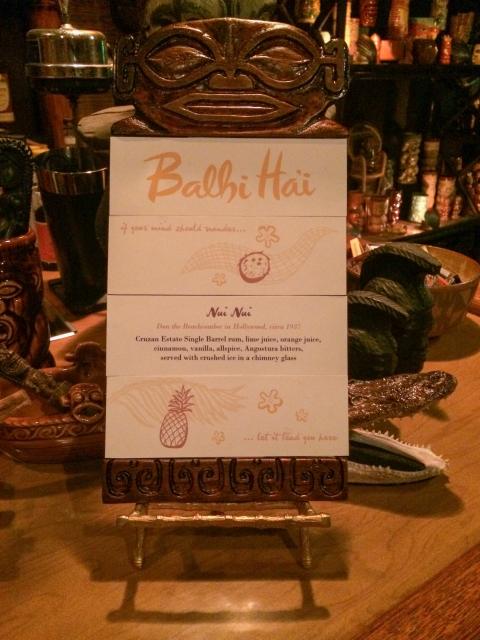 Balhi Ha'i
if your mind should wander...
Nui Nui
Don the Beachcomber in Hollywood, circa 1937
Cruzan Estate Single Barrel rum, lime juice, orange juice,
cinnamon, vanilla, allspice, Angostura bitters,
served with crushed ice in a chimney glass
... let it lead you here